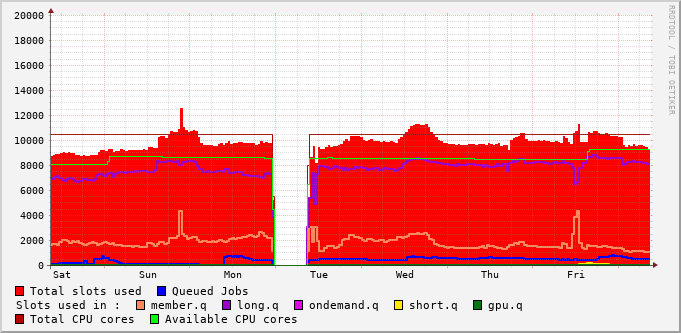 RRDTOOL / TOBI OETIKER
20000
18000
16000
14000
12000
10000
8000
6000
4000
2000
0
Sat Sun Mon Tue Wed Thu Fri
Total slots used Queued Jobs
Slots used in : member.q long.q ondemand.q short.q gpu.q
Total CPU cores Available CPU cores